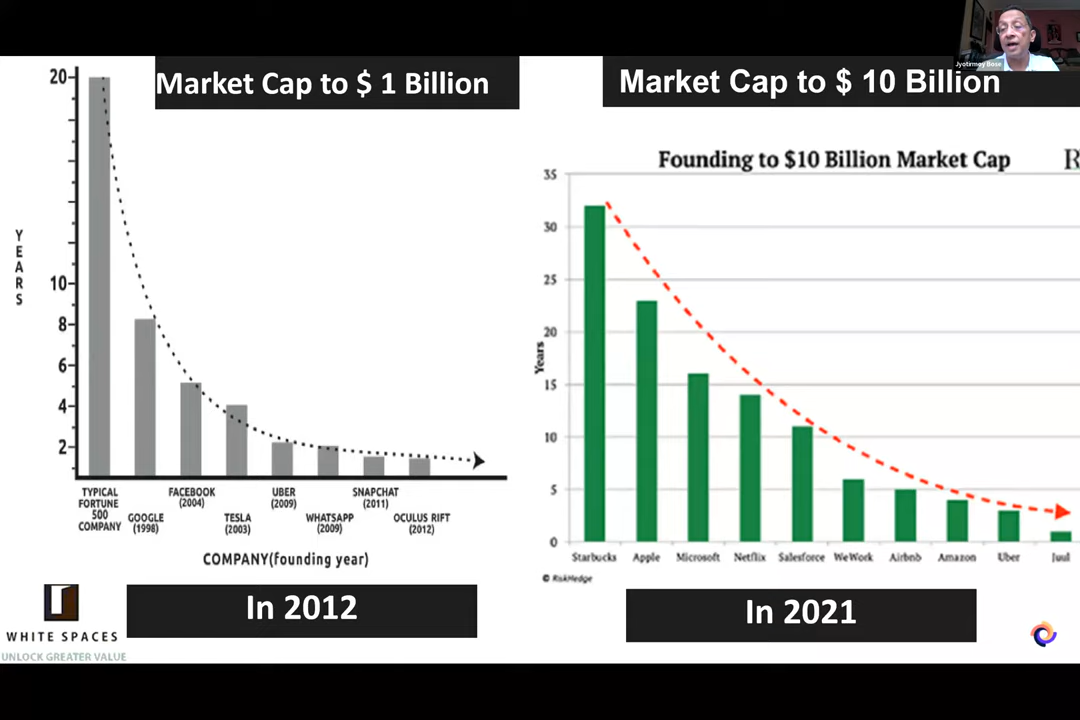 Jyotirmoy Bose
Market Cap to $ 1 Billion
Market Cap to $ 10 Billion
20
10
8
6
4
2
YEARS
TYPICAL
FORTUNE
500
COMPANY
GOOGLE
(1998)
FACEBOOK
(2004)
TESLA
(2003)
UBER
(2009)
WHATSAPP
(2009)
SNAPCHAT
(2011)
OCULUS RIFT
(2012)
COMPANY(founding year)
Founding to $10 Billion Market Cap
R
35
30
25
20
15
10
5
0
Years
Starbucks Apple Microsoft Netflix Salesforce WeWork Airbnb Amazon Uber Juul
© RiskHedge
In 2012
In 2021
WHITE SPACES
UNLOCK GREATER VALUE